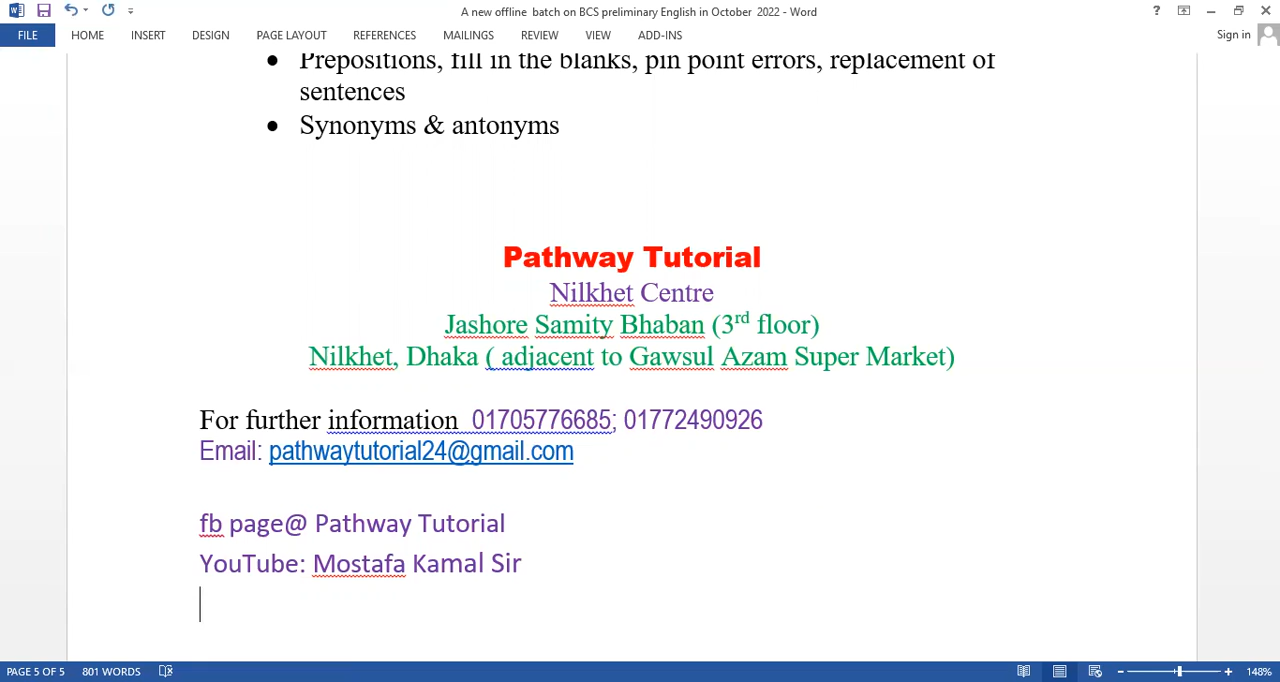 A new offline batch on BCS preliminary English in October 2022 - Word
FILE HOME INSERT DESIGN PAGE LAYOUT REFERENCES MAILINGS REVIEW VIEW ADD-INS Sign in
• Prepositions, fill in the blanks, pin point errors, replacement of
sentences
• Synonyms & antonyms
Pathway Tutorial
Nilkhet Centre
Jashore Samity Bhaban (3rd floor)
Nilkhet, Dhaka ( adjacent to Gawsul Azam Super Market)
For further information 01705776685; 01772490926
Email: pathwaytutorial24@gmail.com
fb page@ Pathway Tutorial
YouTube: Mostafa Kamal Sir
PAGE 5 OF 5 801 WORDS 148%